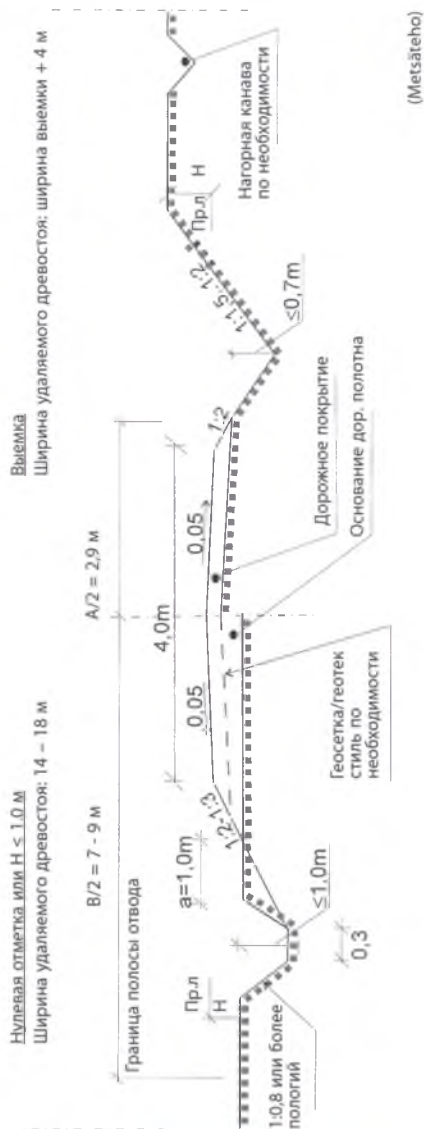 Нулевая отметка или H < 1.0 м
Ширина удаляемого древостоя: 14 – 18 м
Выемка
Ширина удаляемого древостоя: ширина выемки + 4 м
B/2 = 7 - 9 м
A/2 = 2,9 м
Граница полосы отвода
4,0m
0,05
0,05
a=1,0m
1:2-1:3
1:2
1:1,5..1:2
Пр.л
H
Пр.л
H
≤1,0m
0,3
≤0,7m
1:0,8 или более
пологий
Геосетка/геотек
стиль по
необходимости
Дорожное покрытие
Основание дор. полотна
Нагорная канава
по необходимости
(Metsäteho)